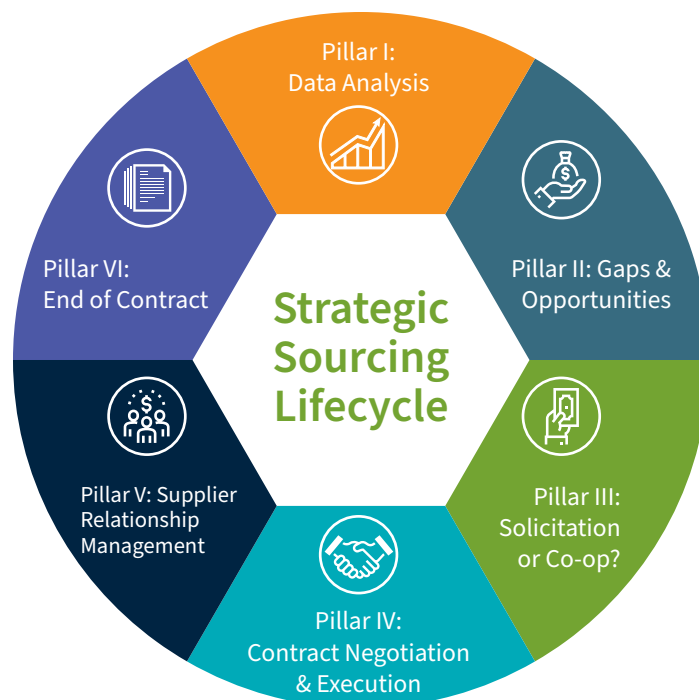 Pillar I:
Data Analysis
Pillar II: Gaps &
Opportunities
Pillar III:
Solicitation
or Co-op?
Pillar IV:
Contract Negotiation
& Execution
Pillar V: Supplier
Relationship
Management
Pillar VI:
End of Contract
Strategic
Sourcing
Lifecycle
$
$